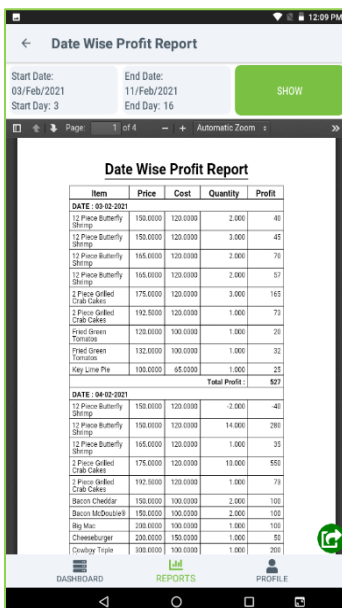 12:09 PM
Date Wise Profit Report
Start Date:
03/Feb/2021
Start Day: 3
End Date:
11/Feb/2021
End Day: 16
SHOW
Page: 1 of 4 − + Automatic Zoom
Date Wise Profit Report
Item Price Cost Quantity Profit
DATE : 03-02-2021
12 Piece Butterfly
Shrimp 150.0000 120.0000 2.000 40
12 Piece Butterfly
Shrimp 150.0000 120.0000 3.000 45
12 Piece Butterfly
Shrimp 165.0000 120.0000 2.000 70
12 Piece Butterfly
Shrimp 165.0000 120.0000 2.000 57
2 Piece Grilled
Crab Cakes 175.0000 120.0000 3.000 165
2 Piece Grilled
Crab Cakes 192.5000 120.0000 1.000 73
Fried Green
Tomatos 120.0000 100.0000 1.000 20
Fried Green
Tomatos 132.0000 100.0000 1.000 32
Key Lime Pie 100.0000 65.0000 1.000 25
Total Profit : 527
DATE : 04-02-2021
12 Piece Butterfly
Shrimp 150.0000 120.0000 -2.000 -40
12 Piece Butterfly
Shrimp 150.0000 120.0000 14.000 280
12 Piece Butterfly
Shrimp 165.0000 120.0000 1.000 35
2 Piece Grilled
Crab Cakes 175.0000 120.0000 10.000 550
2 Piece Grilled
Crab Cakes 192.5000 120.0000 1.000 73
Bacon Cheddar 150.0000 100.0000 2.000 100
Bacon McDouble® 150.0000 100.0000 2.000 100
Big Mac 200.0000 100.0000 1.000 100
Cheeseburger 200.0000 150.0000 1.000 50
Cowboy Triple 300.0000 100.0000 1.000 200
DASHBOARD
REPORTS
PROFILE